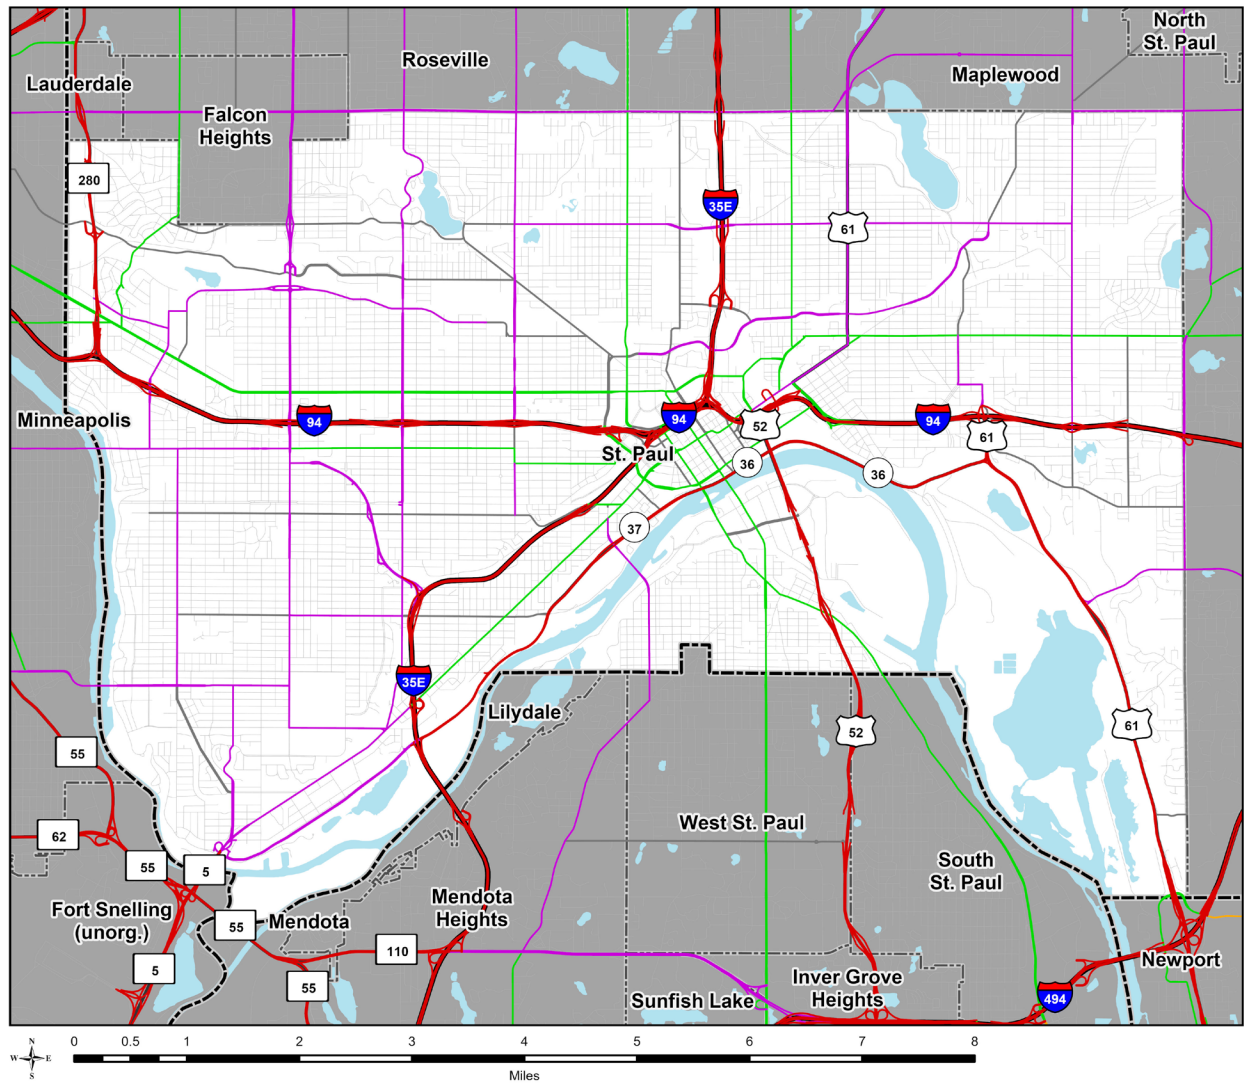 North
St. Paul
Roseville
Maplewood
Lauderdale
Falcon
Heights
280
35E
61
Minneapolis
94
94
52
94
61
St. Paul
36
36
37
35E
Lilydale
61
52
55
62
55
5
West St. Paul
South
St. Paul
Mendota
Heights
Fort Snelling
(unorg.)
55
Mendota
110
5
55
Newport
Inver Grove
Heights
Sunfish Lake
494
N
W E
S
0 0.5 1 2 3 4 5 6 7 8
Miles